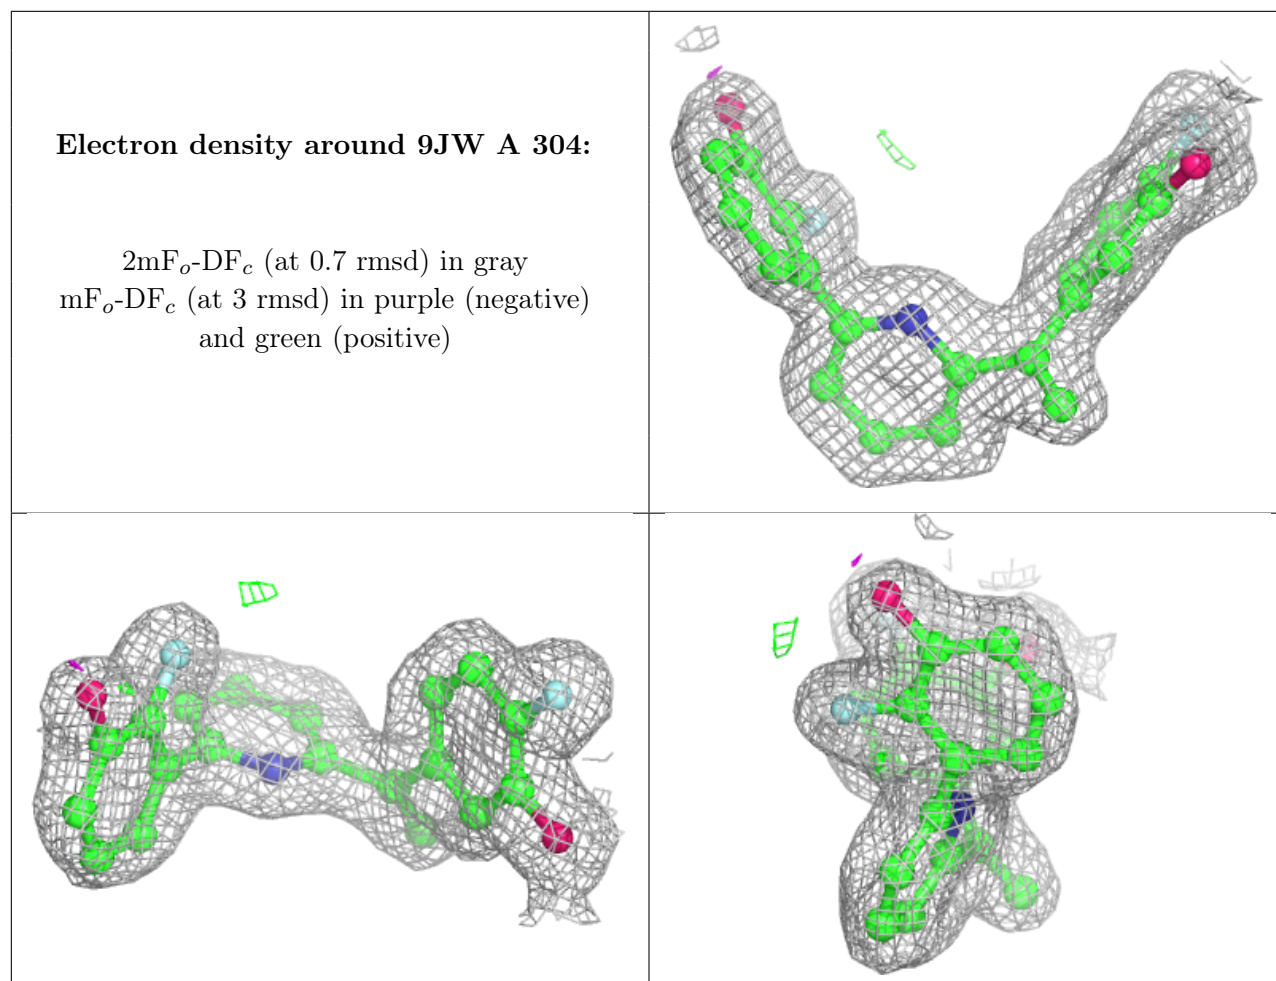 Electron density around 9JW A 304:
2mFo-DFc (at 0.7 rmsd) in gray
mFo-DFc (at 3 rmsd) in purple (negative)
and green (positive)